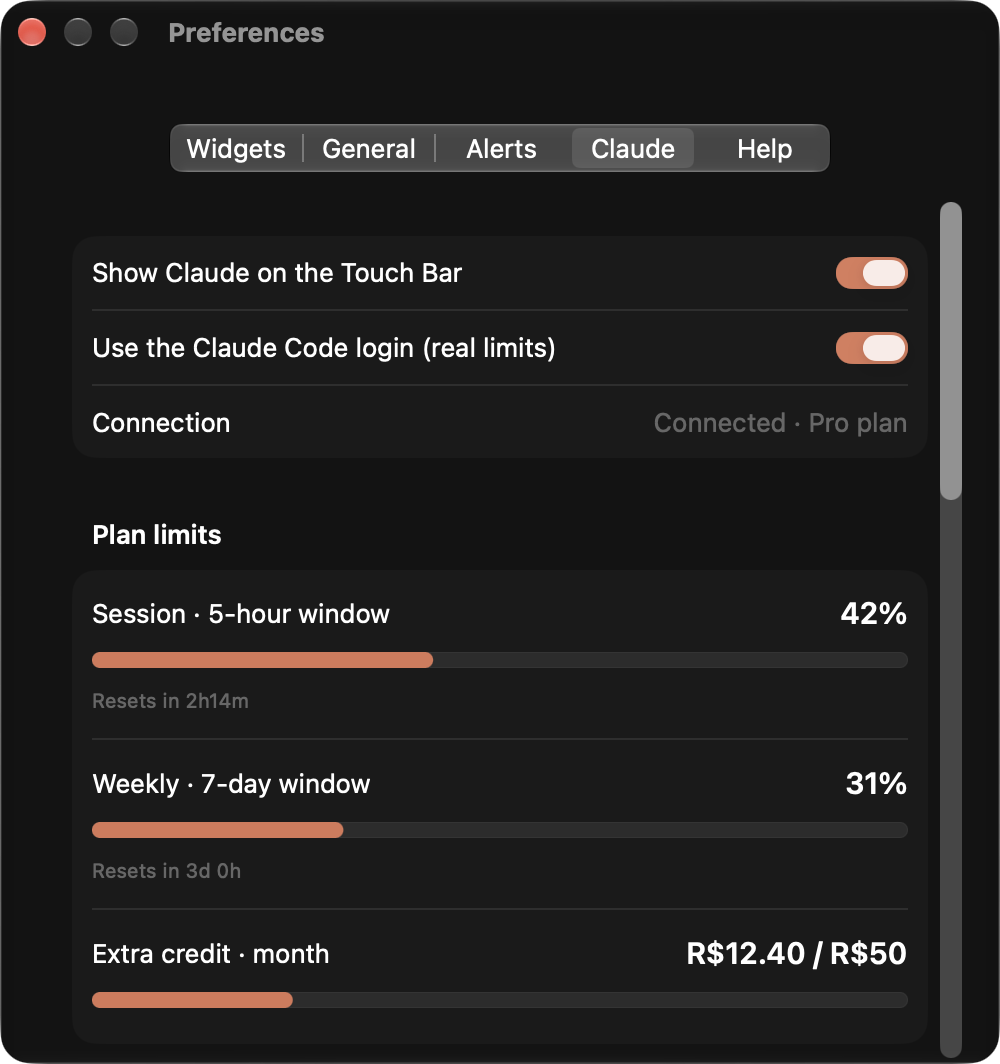 Preferences
Widgets General Alerts Claude Help
Show Claude on the Touch Bar
Use the Claude Code login (real limits)
Connection Connected · Pro plan
Plan limits
Session · 5-hour window 42%
Resets in 2h14m
Weekly · 7-day window 31%
Resets in 3d 0h
Extra credit · month R$12.40 / R$50